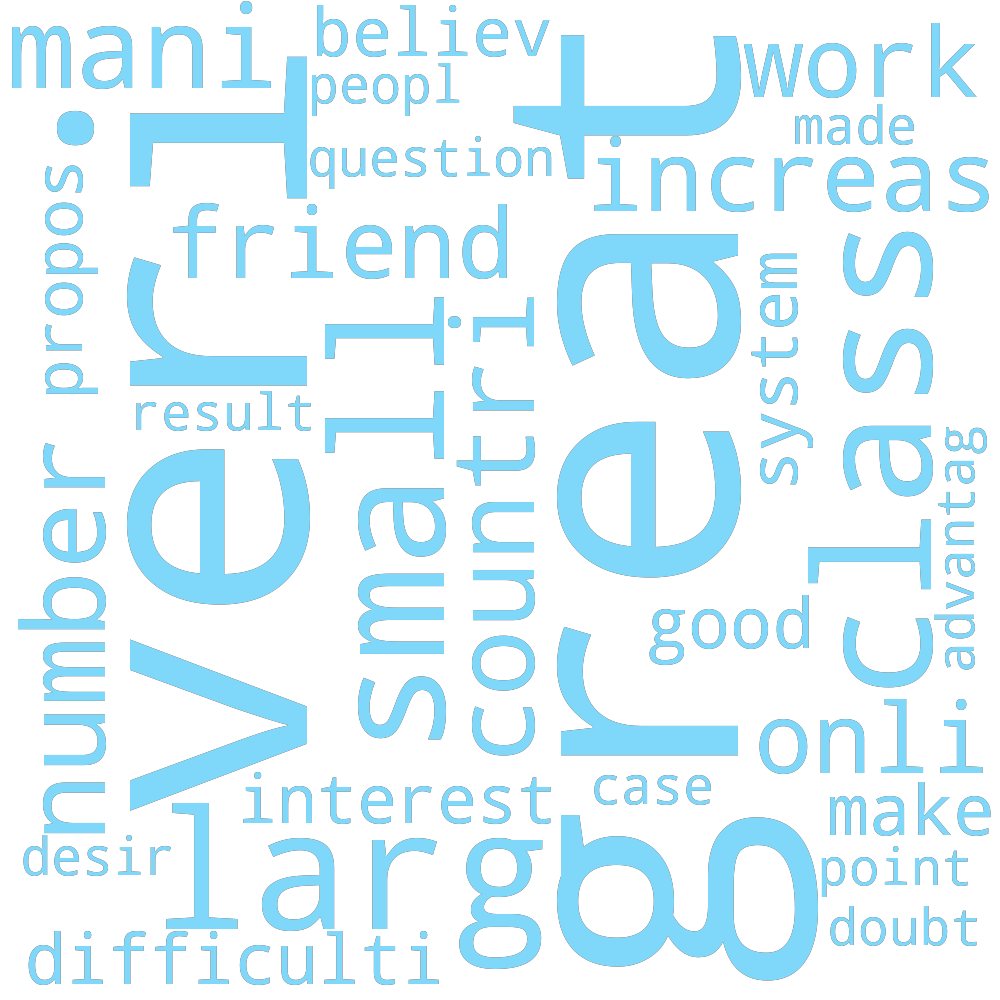 mani
believ
work
peopl
made
question
increas
propos
veri
friend
great
class
system
small
countri
result
number
advantag
good
onli
interest
case
make
desir
larg
point
doubt
difficulti